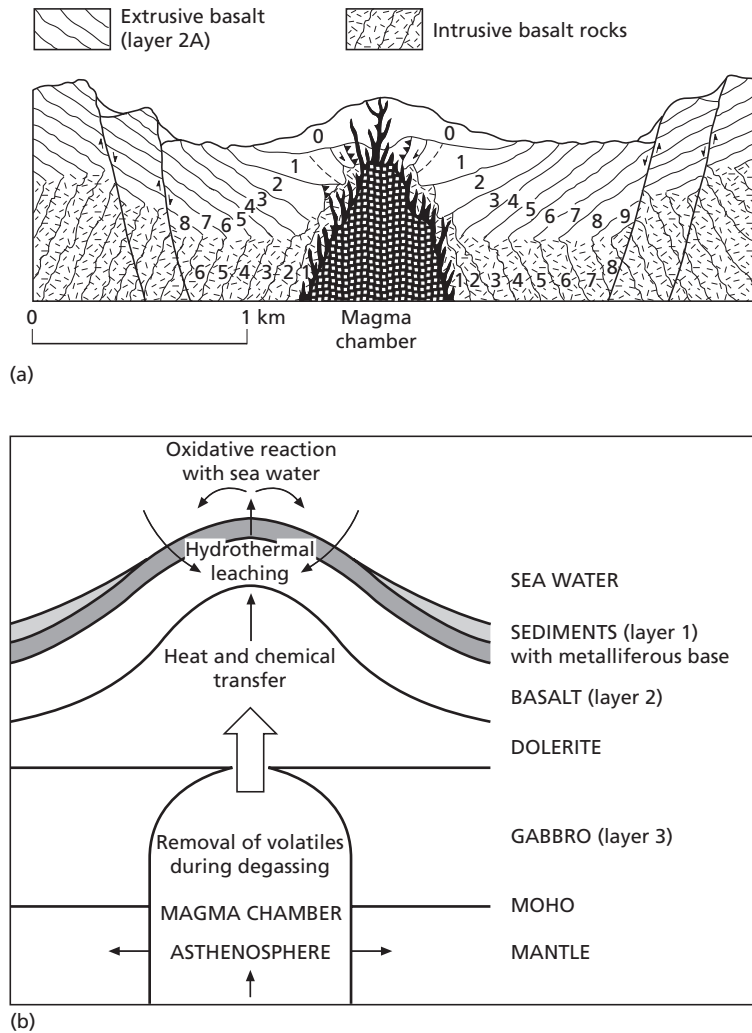 Extrusive basalt
(layer 2A)
Intrusive basalt rocks
0 0
1 1
2 2
3 3
4 4
5 5
6 6
7 7
8 8 9
6 5 4 3 2 1
1 2 3 4 5 6 7 8
0 1 km
Magma
chamber
(a)
Oxidative reaction
with sea water
Hydrothermal
leaching
Heat and chemical
transfer
Removal of volatiles
during degassing
MAGMA CHAMBER
ASTHENOSPHERE
SEA WATER
SEDIMENTS (layer 1)
with metalliferous base
BASALT (layer 2)
DOLERITE
GABBRO (layer 3)
MOHO
MANTLE
(b)